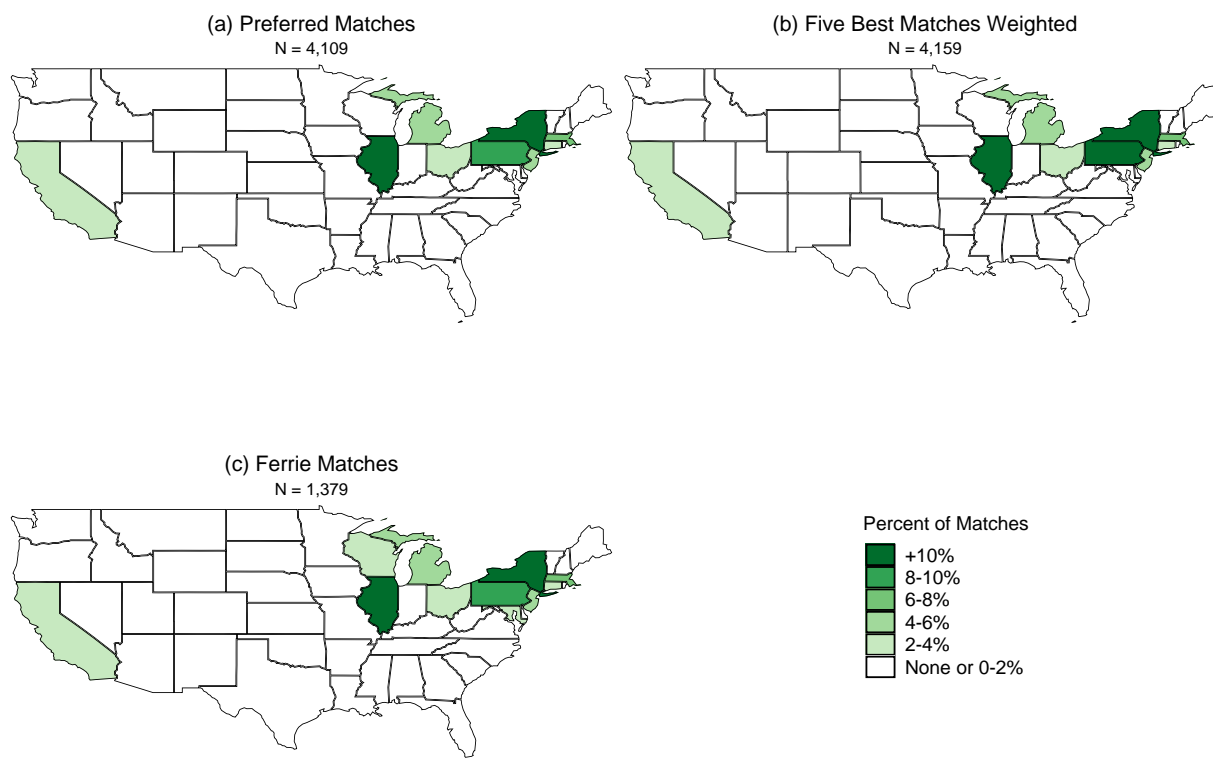 (a) Preferred Matches
N = 4,109
(b) Five Best Matches Weighted
N = 4,159
(c) Ferrie Matches
N = 1,379
Percent of Matches
+10%
8-10%
6-8%
4-6%
2-4%
None or 0-2%